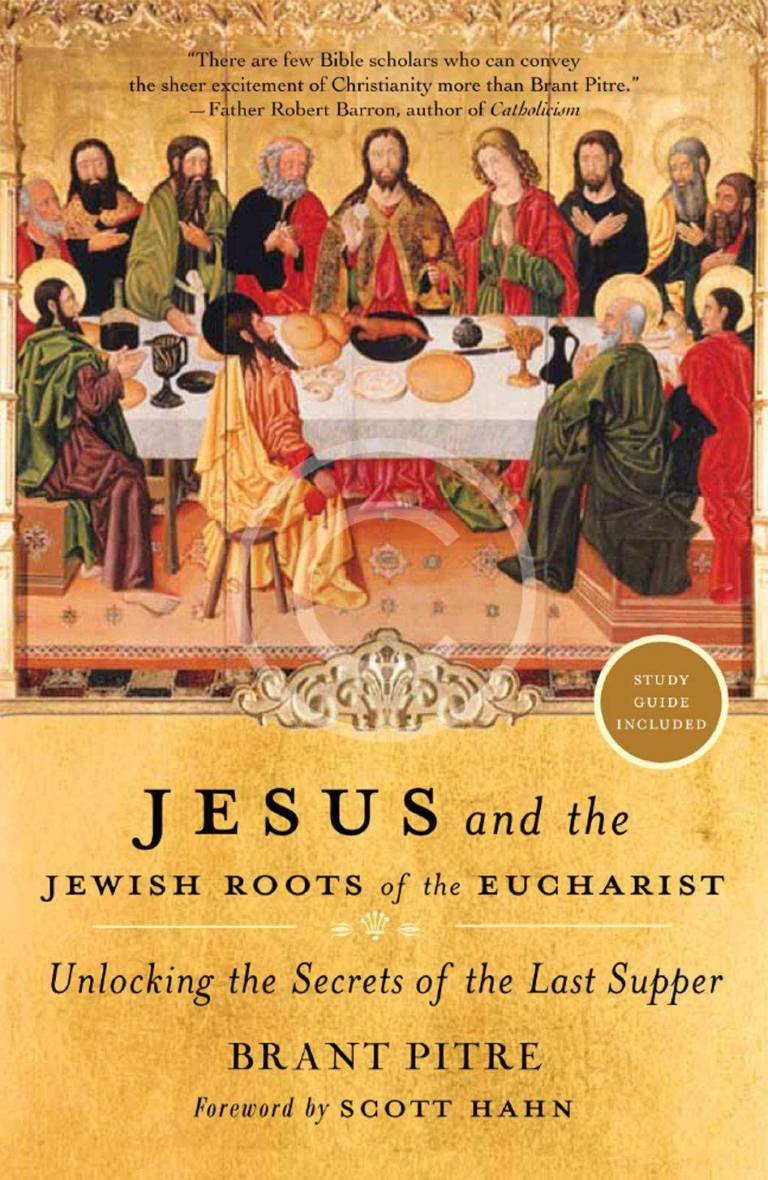 “There are few Bible scholars who can convey
the sheer excitement of Christianity more than Brant Pitre.”
—Father Robert Barron, author of Catholicism
C
STUDY
GUIDE
INCLUDED
JESUS and the
JEWISH ROOTS of the EUCHARIST
Unlocking the Secrets of the Last Supper
BRANT PITRE
Foreword by SCOTT HAHN